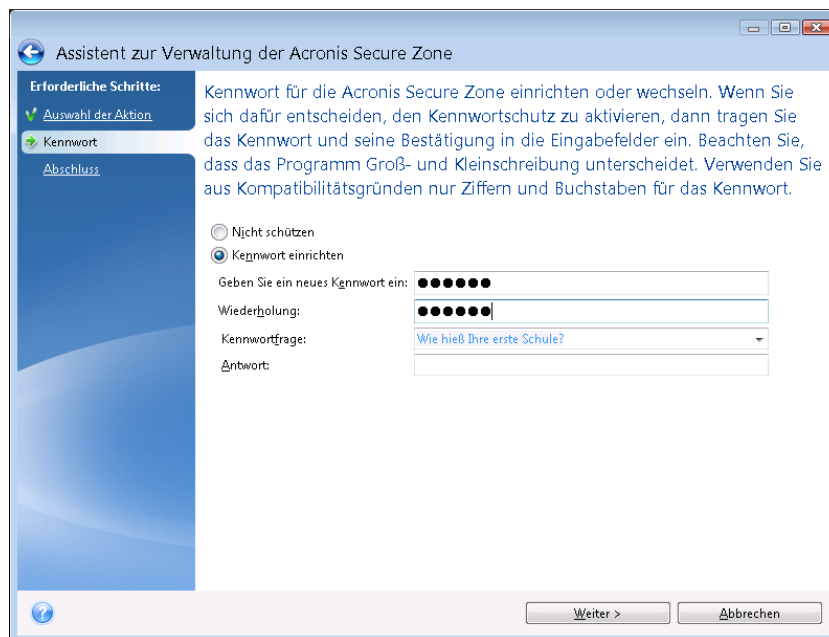 Assistent zur Verwaltung der Acronis Secure Zone
Erforderliche Schritte:
Auswahl der Aktion
Kennwort
Abschluss
Kennwort für die Acronis Secure Zone einrichten oder wechseln. Wenn Sie
sich dafür entscheiden, den Kennwortschutz zu aktivieren, dann tragen Sie
das Kennwort und seine Bestätigung in die Eingabefelder ein. Beachten Sie,
dass das Programm Groß- und Kleinschreibung unterscheidet. Verwenden Sie
aus Kompatibilitätsgründen nur Ziffern und Buchstaben für das Kennwort.
Nicht schützen
Kennwort einrichten
Geben Sie ein neues Kennwort ein: ●●●●●●
Wiederholung: ●●●●●●
Kennwortfrage: Wie hieß Ihre erste Schule?
Antwort:
? Weiter > Abbrechen